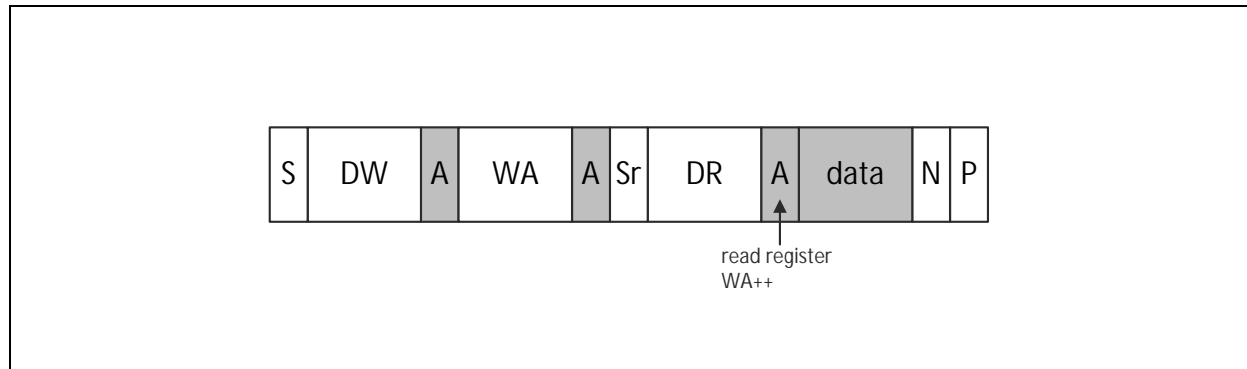 S DW A WA A Sr DR A data N P
read register
WA++